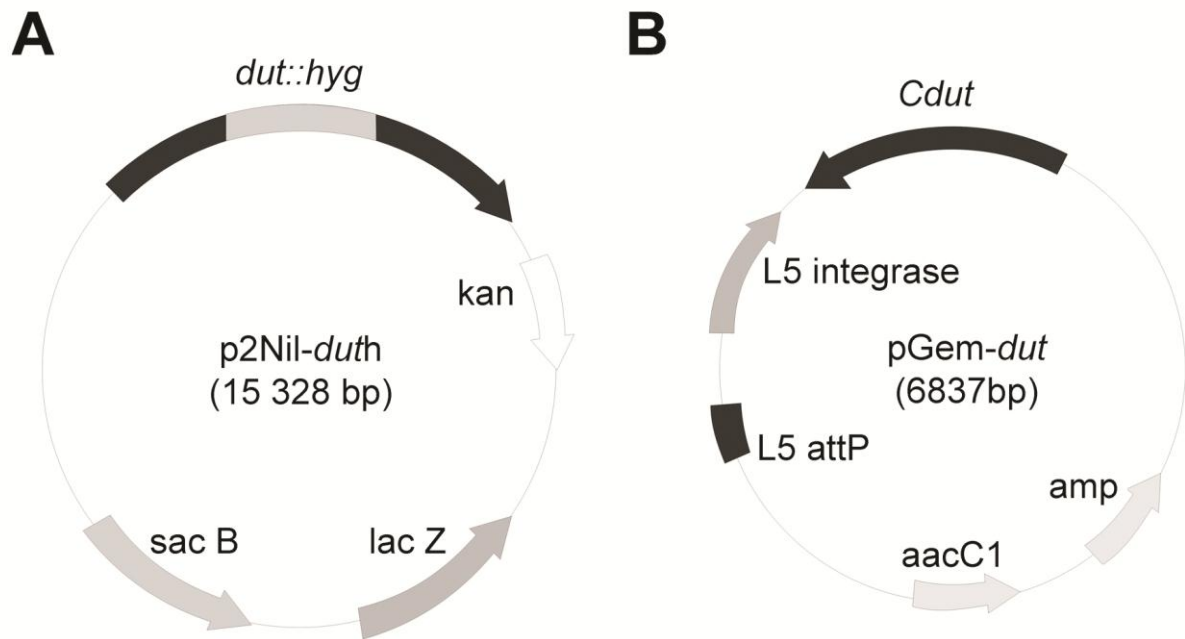 A
dut::hyg
kan
p2Nil-duth
(15 328 bp)
sac B
lac Z
B
Cdut
L5 integrase
pGem-dut
(6837bp)
L5 attP
amp
aacC1